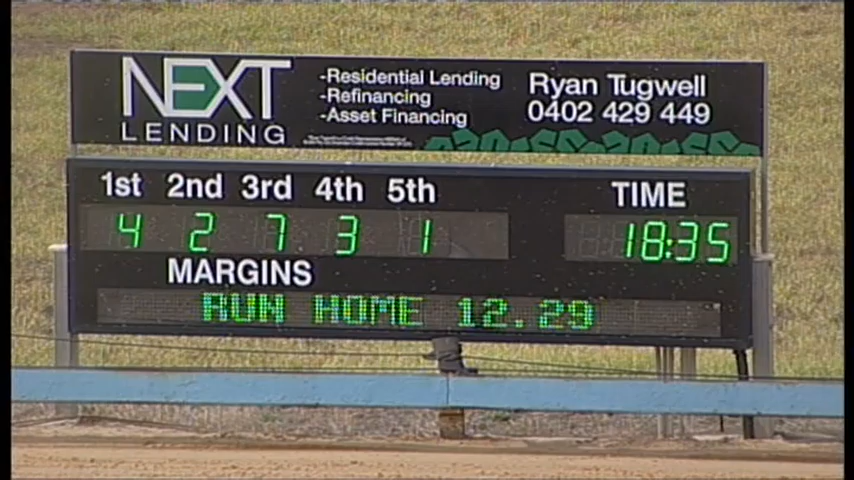 NEXT
LENDING
-Residential Lending
-Refinancing
-Asset Financing
Ryan Tugwell
0402 429 449
1st 2nd 3rd 4th 5th TIME
4 2 7 3 1 18:35
MARGINS
RUN HOME 12.29